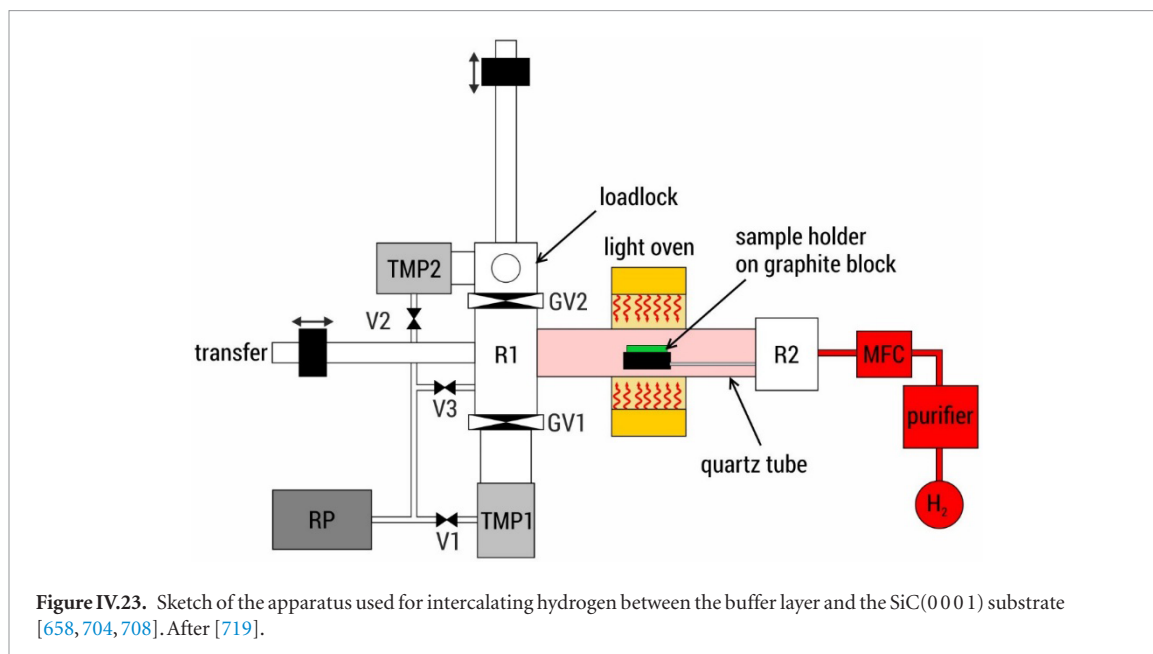 loadlock
sample holder
on graphite block
light oven
TMP2
GV2
V2
transfer
R1
R2
MFC
V3
GV1
purifier
quartz tube
RP
V1
TMP1
H₂
Figure IV.23. Sketch of the apparatus used for intercalating hydrogen between the buffer layer and the SiC(0 0 0 1) substrate
[658, 704, 708]. After [719].